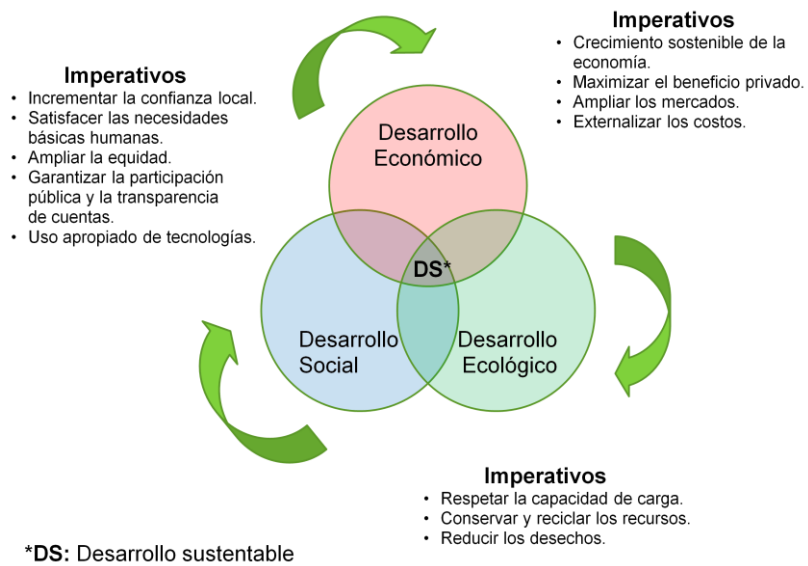 Imperativos
• Incrementar la confianza local.
• Satisfacer las necesidades
básicas humanas.
• Ampliar la equidad.
• Garantizar la participación
pública y la transparencia
de cuentas.
• Uso apropiado de tecnologías.
Imperativos
• Crecimiento sostenible de la
economía.
• Maximizar el beneficio privado.
• Ampliar los mercados.
• Externalizar los costos.
Desarrollo
Económico
DS*
Desarrollo
Social
Desarrollo
Ecológico
Imperativos
• Respetar la capacidad de carga.
• Conservar y reciclar los recursos.
• Reducir los desechos.
*DS: Desarrollo sustentable